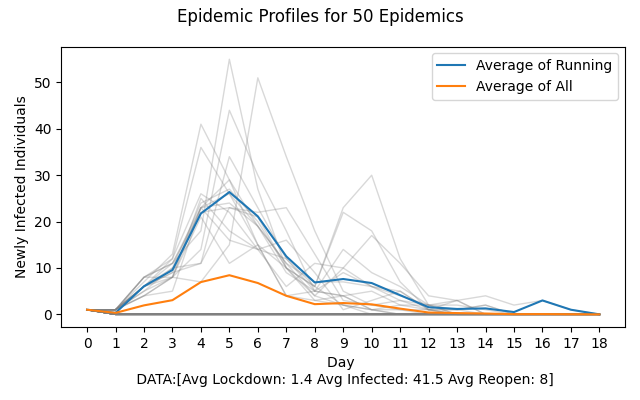 Epidemic Profiles for 50 Epidemics
Average of Running
Average of All
Newly Infected Individuals
50
40
30
20
10
0
0 1 2 3 4 5 6 7 8 9 10 11 12 13 14 15 16 17 18
Day
DATA:[Avg Lockdown: 1.4 Avg Infected: 41.5 Avg Reopen: 8]